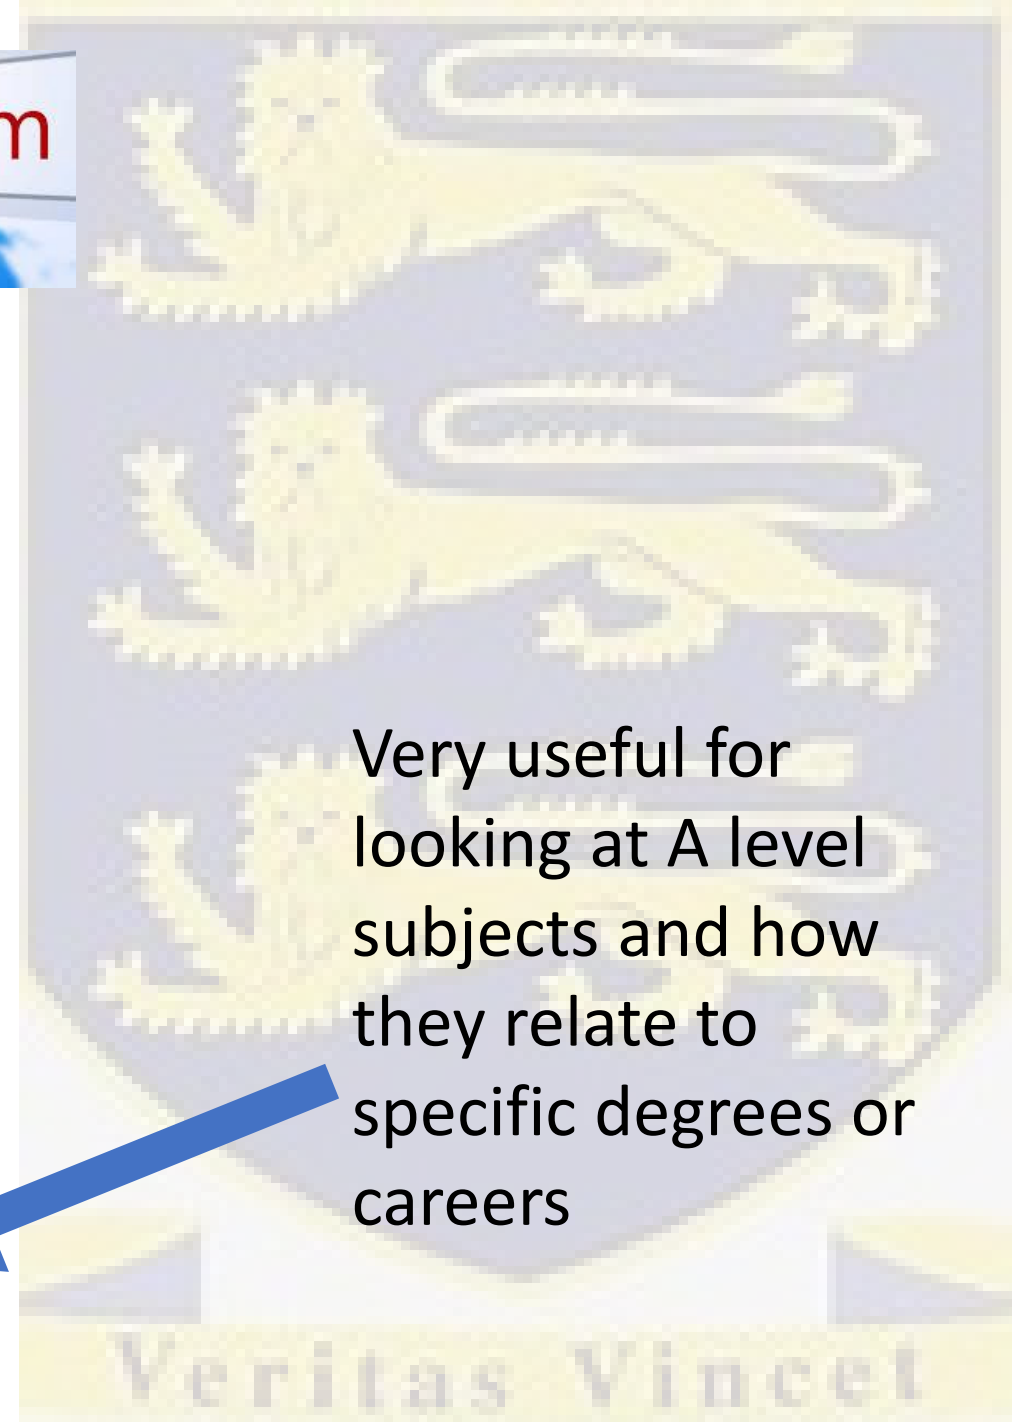 m
Very useful for
looking at A level
subjects and how
they relate to
specific degrees or
careers
Veritas Vincet